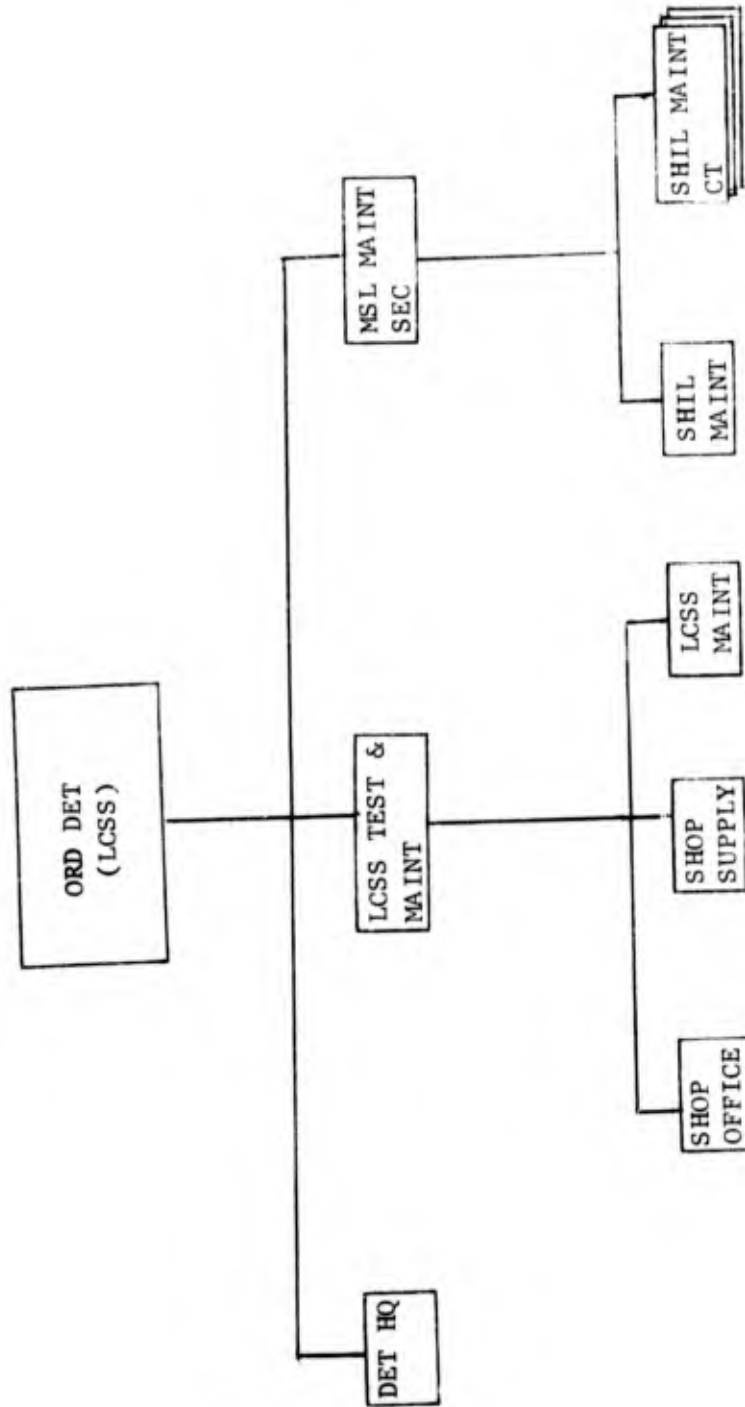 ORD DET
(LCSS)
DET HQ
LCSS TEST &
MAINT
MSL MAINT
SEC
SHOP
OFFICE
SHOP
SUPPLY
LCSS
MAINT
SHIL
MAINT
SHIL MAINT
CT